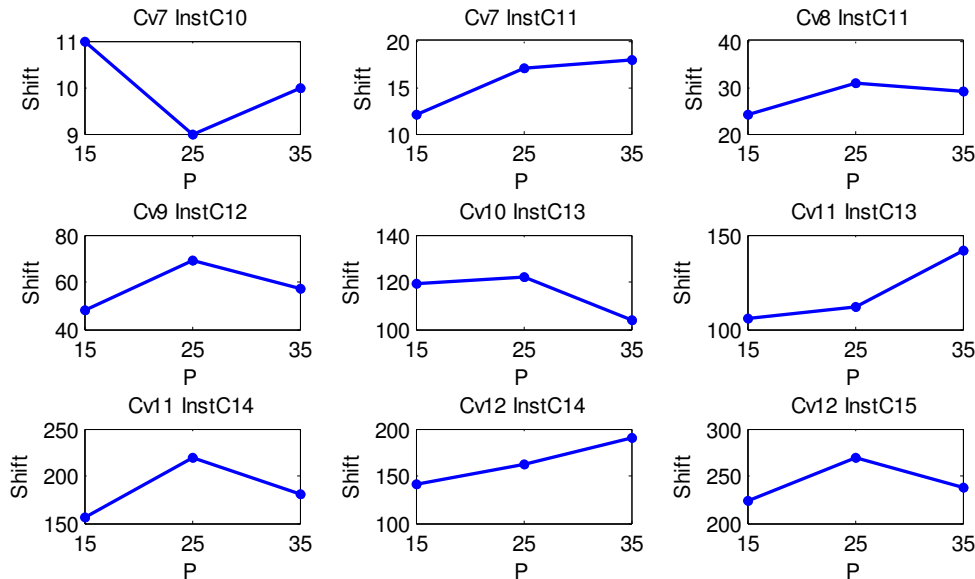 Cv7 InstC10
Cv7 InstC11
Cv8 InstC11
11
10
9
Shift
15
25
35
P
20
15
10
Shift
15
25
35
P
40
30
20
Shift
15
25
35
P
Cv9 InstC12
Cv10 InstC13
Cv11 InstC13
80
60
40
Shift
15
25
35
P
140
120
100
Shift
15
25
35
P
150
100
Shift
15
25
35
P
Cv11 InstC14
Cv12 InstC14
Cv12 InstC15
250
200
150
Shift
15
25
35
P
200
150
100
Shift
15
25
35
P
300
250
200
Shift
15
25
35
P